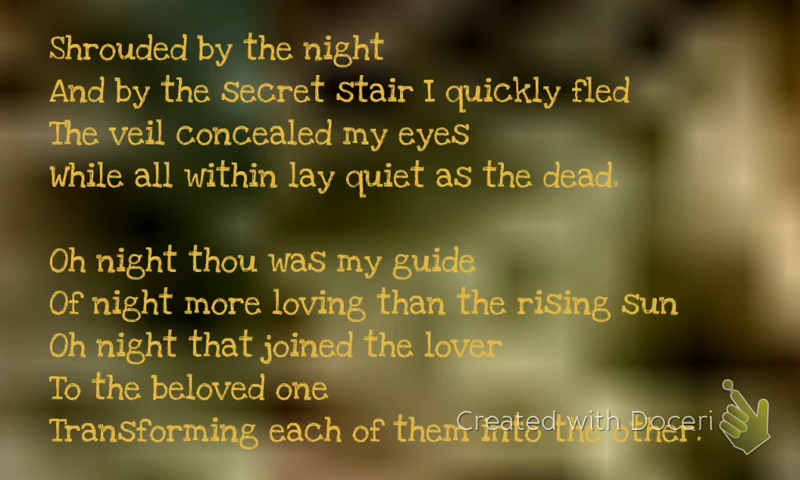 Shrouded by the night
And by the secret stair I quickly fled
The veil concealed my eyes
While all within lay quiet as the dead.
Oh night thou was my guide
Of night more loving than the rising sun
Oh night that joined the lover
To the beloved one
Transforming each of them into the other.
Created with Doceri